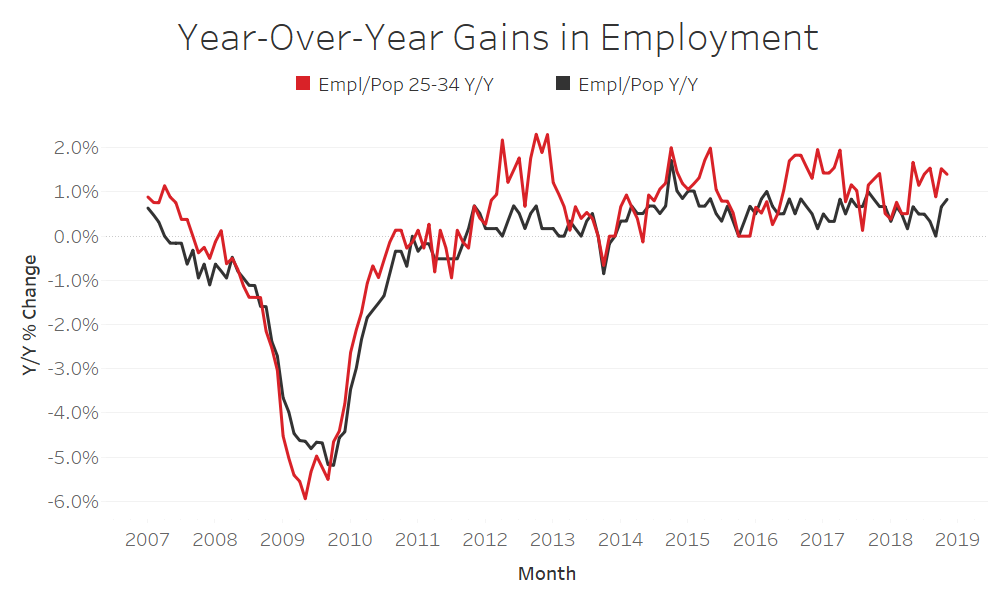 Year-Over-Year Gains in Employment
Empl/Pop 25-34 Y/Y Empl/Pop Y/Y
2.0%
1.0%
0.0%
-1.0%
-2.0%
-3.0%
-4.0%
-5.0%
-6.0%
Y/Y % Change
2007 2008 2009 2010 2011 2012 2013 2014 2015 2016 2017 2018 2019
Month